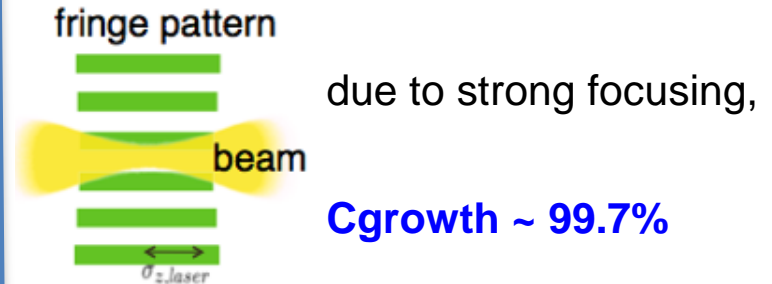 fringe pattern
due to strong focusing,
beam
Cgrowth ~ 99.7%
σz,laser